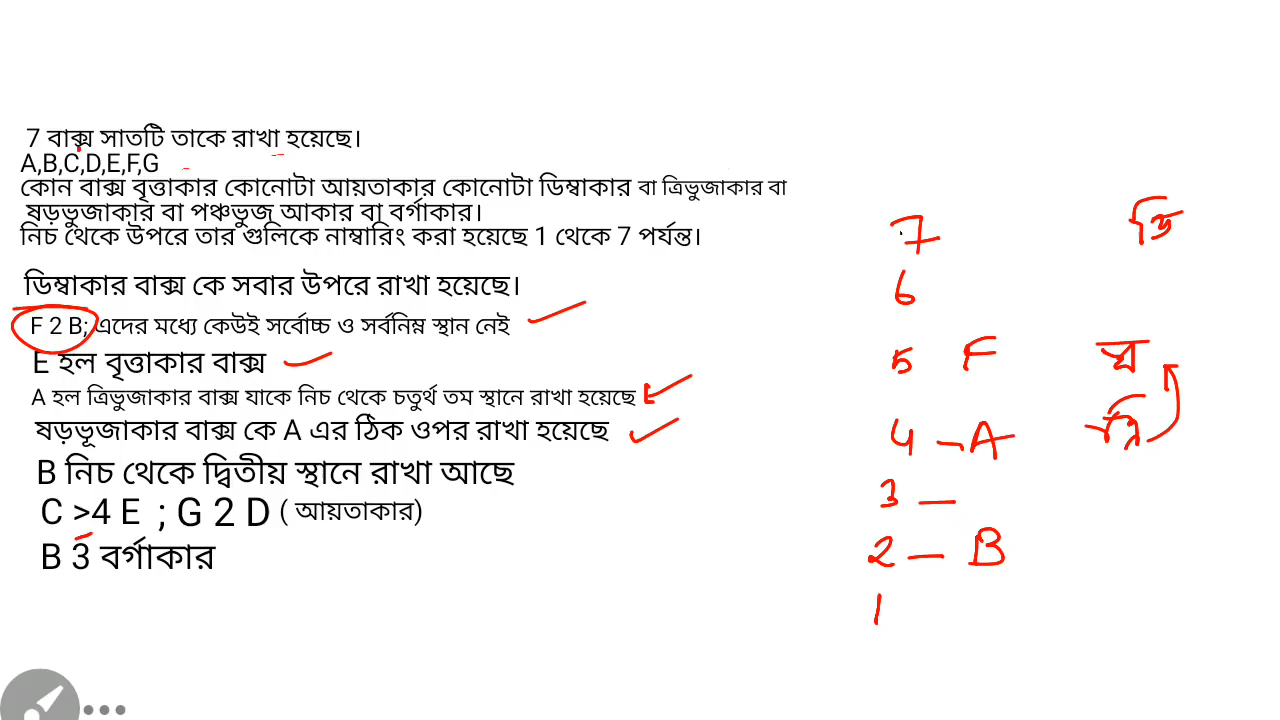 7 বাক্স সাতটি তাকে রাখা হয়েছে।
A,B,C,D,E,F,G
কোন বাক্স বৃত্তাকার কোনোটা আয়তাকার কোনোটা ডিম্বাকার বা ত্রিভুজাকার বা
ষড়ভুজাকার বা পঞ্চভুজ আকার বা বর্গাকার।
নিচ থেকে উপরে তার গুলিকে নাম্বারিং করা হয়েছে 1 থেকে 7 পর্যন্ত।
ডিম্বাকার বাক্স কে সবার উপরে রাখা হয়েছে।
F 2 B; এদের মধ্যে কেউই সর্বোচ্চ ও সর্বনিম্ন স্থান নেই
E হল বৃত্তাকার বাক্স
A হল ত্রিভুজাকার বাক্স যাকে নিচ থেকে চতুর্থ তম স্থানে রাখা হয়েছে
ষড়ভূজাকার বাক্স কে A এর ঠিক ওপর রাখা হয়েছে
B নিচ থেকে দ্বিতীয় স্থানে রাখা আছে
C >4 E ; G 2 D ( আয়তাকার)
B 3 বর্গাকার
7 ডি
6
5 F ষ
4 - A ত্রি
3 -
2 - B
1